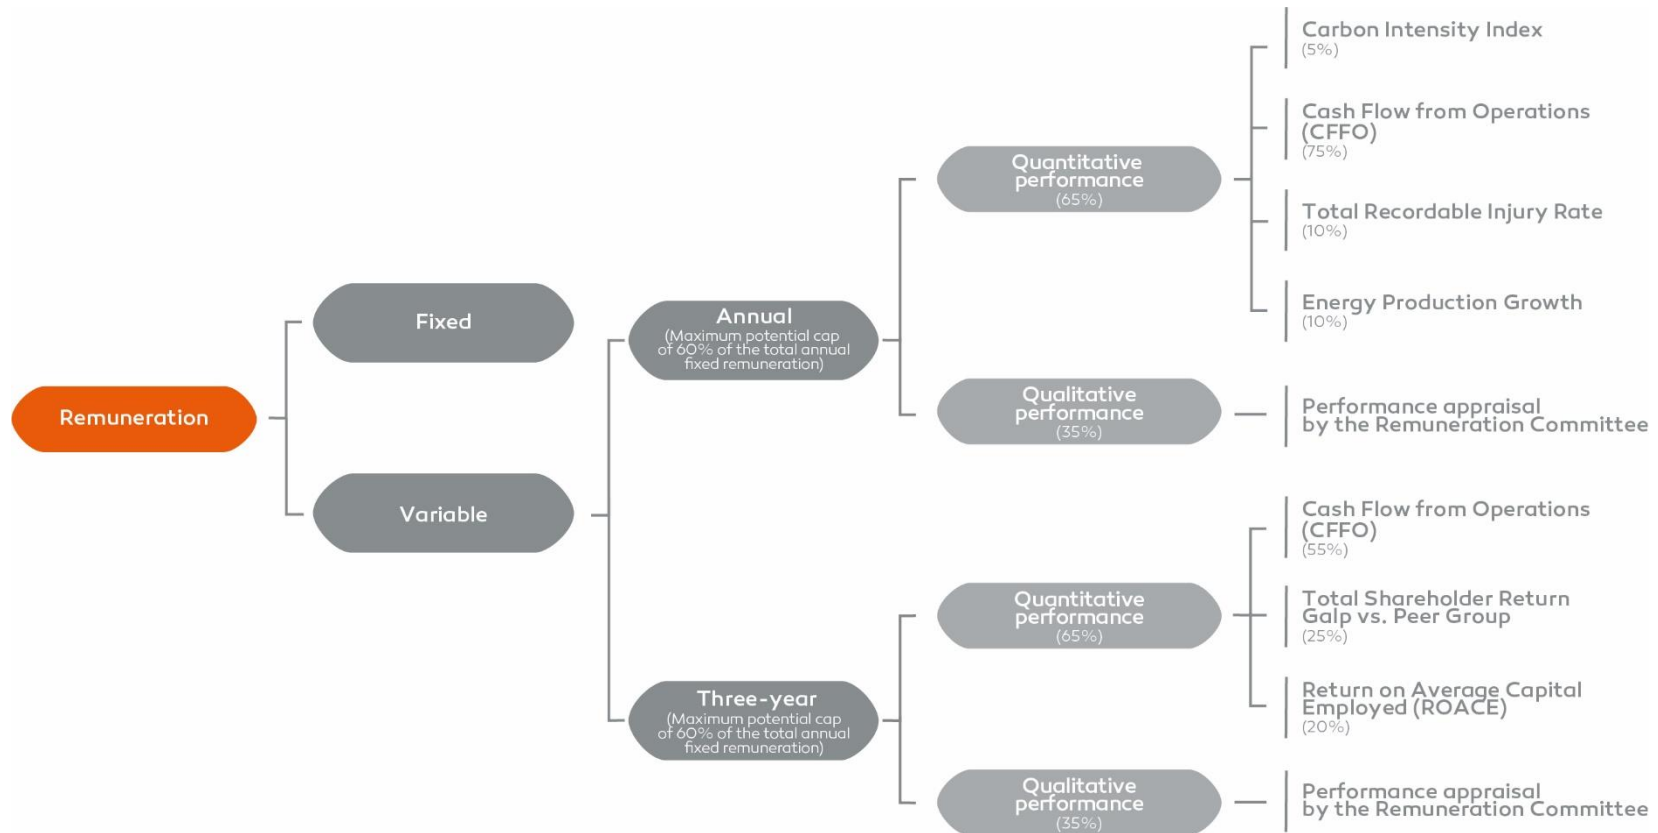 Remuneration
Fixed
Variable
Annual
(Maximum potential cap
of 60% of the total annual
fixed remuneration)
Quantitative
performance
(65%)
Carbon Intensity Index
(5%)
Cash Flow from Operations
(CFFO)
(75%)
Total Recordable Injury Rate
(10%)
Energy Production Growth
(10%)
Qualitative
performance
(35%)
Performance appraisal
by the Remuneration Committee
Three-year
(Maximum potential cap
of 60% of the total annual
fixed remuneration)
Quantitative
performance
(65%)
Cash Flow from Operations
(CFFO)
(55%)
Total Shareholder Return
Galp vs. Peer Group
(25%)
Return on Average Capital
Employed (ROACE)
(20%)
Qualitative
performance
(35%)
Performance appraisal
by the Remuneration Committee